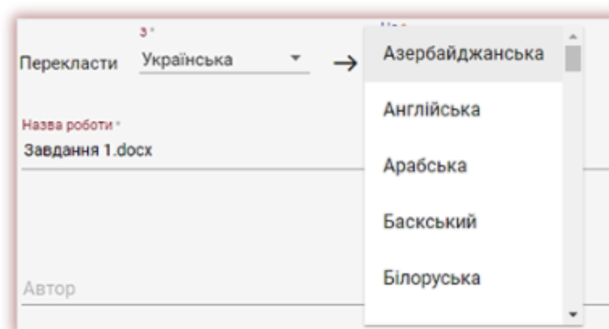 З *
Перекласти Українська →
Назва роботи *
Завдання 1.docx
Автор
Азербайджанська
Англійська
Арабська
Баскський
Білоруська